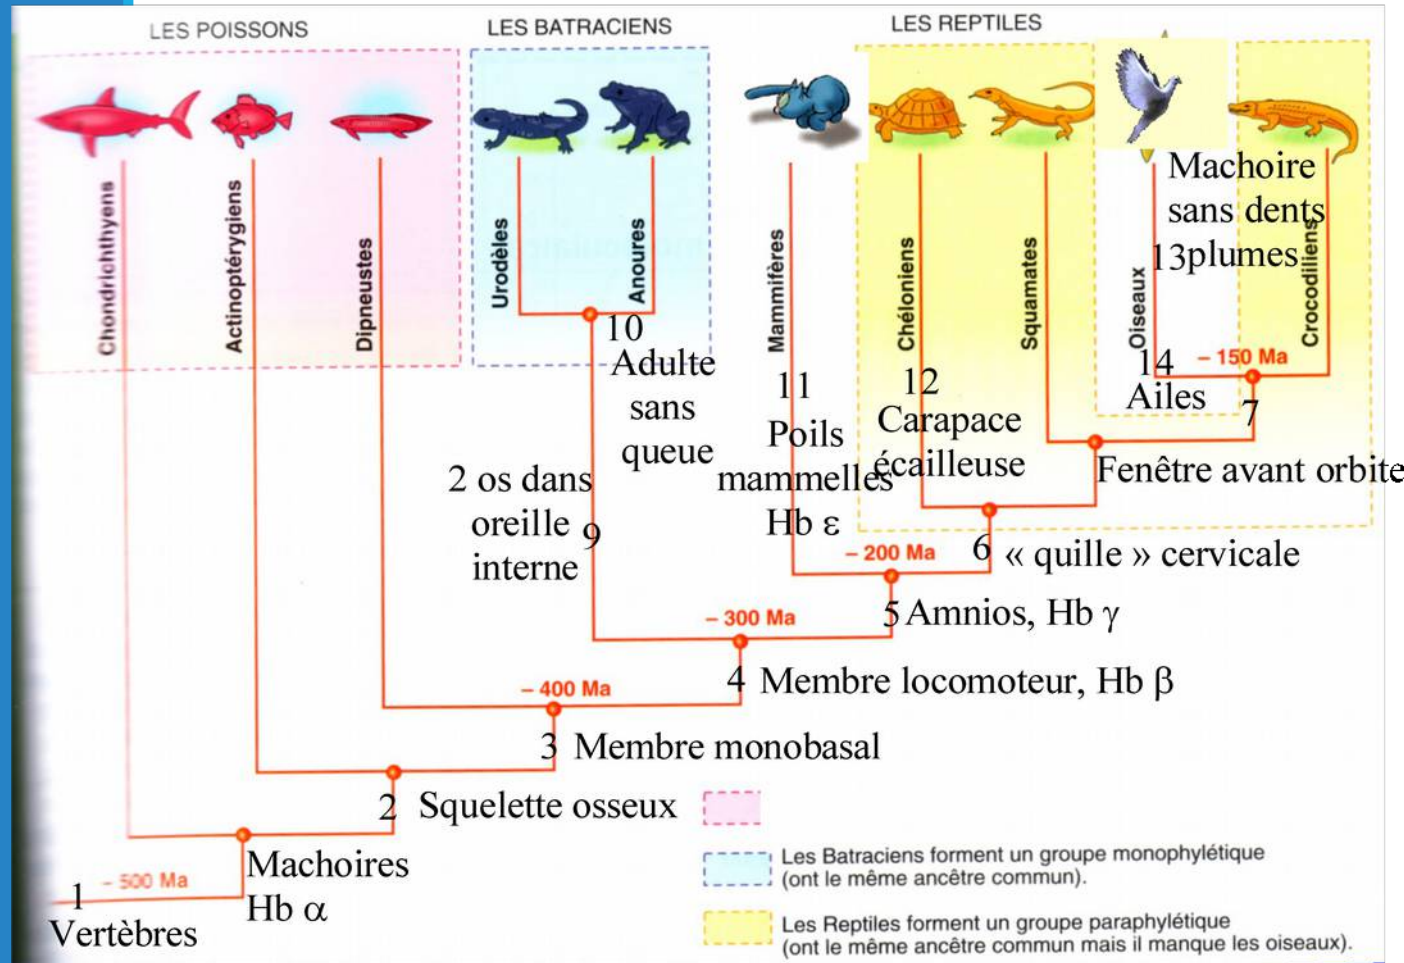 LES POISSONS
LES BATRACIENS
LES REPTILES
Chondrichthyens
Actinoptérygiens
Dipneustes
Urodèles
Anoures
Mammifères
Chéloniens
Squamates
Oiseaux
Crocodiliens
Machoire
sans dents
13plumes
10
Adulte
sans
queue
11
Poils
mammelles
Hb ε
12
Carapace
écailleuse
14
Ailes
– 150 Ma
7
Fenêtre avant orbite
2 os dans
oreille
interne
9
– 200 Ma
6 « quille » cervicale
– 300 Ma
5 Amnios, Hb γ
– 400 Ma
4 Membre locomoteur, Hb β
3 Membre monobasal
2 Squelette osseux
Machoires
Hb α
– 500 Ma
1
Vertèbres
Les Batraciens forment un groupe monophylétique
(ont le même ancêtre commun).
Les Reptiles forment un groupe paraphylétique
(ont le même ancêtre commun mais il manque les oiseaux).